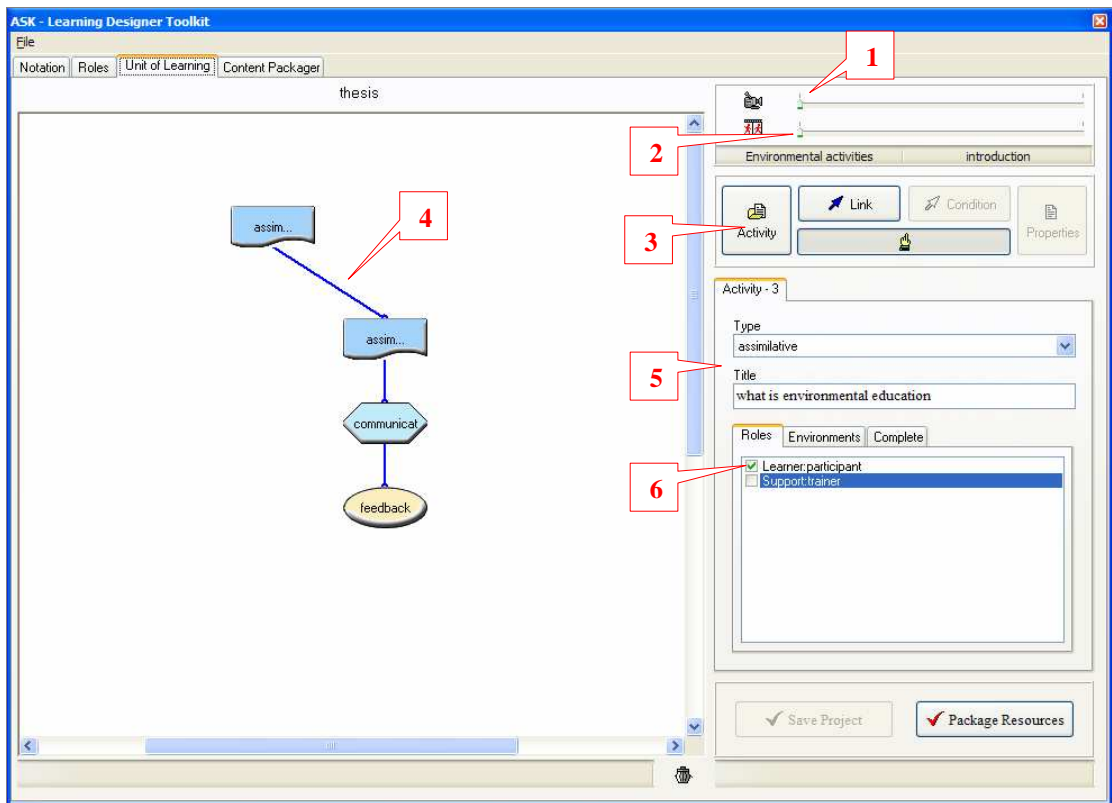 ASK - Learning Designer Toolkit
File
Notation Roles Unit of Learning Content Packager
thesis
1
2
Environmental activities introduction
assim...
4
Link Condition
Activity Properties
3
Activity - 3
assim...
Type
assimilative
5
Title
what is environmental education
communicat
Roles Environments Complete
Learner:participant
Support:trainer
6
feedback
Save Project Package Resources